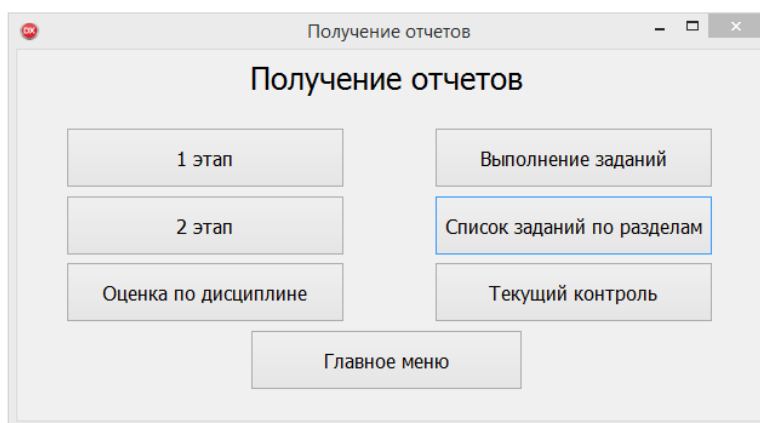 DX
Получение отчетов
Получение отчетов
1 этап
Выполнение заданий
2 этап
Список заданий по разделам
Оценка по дисциплине
Текущий контроль
Главное меню